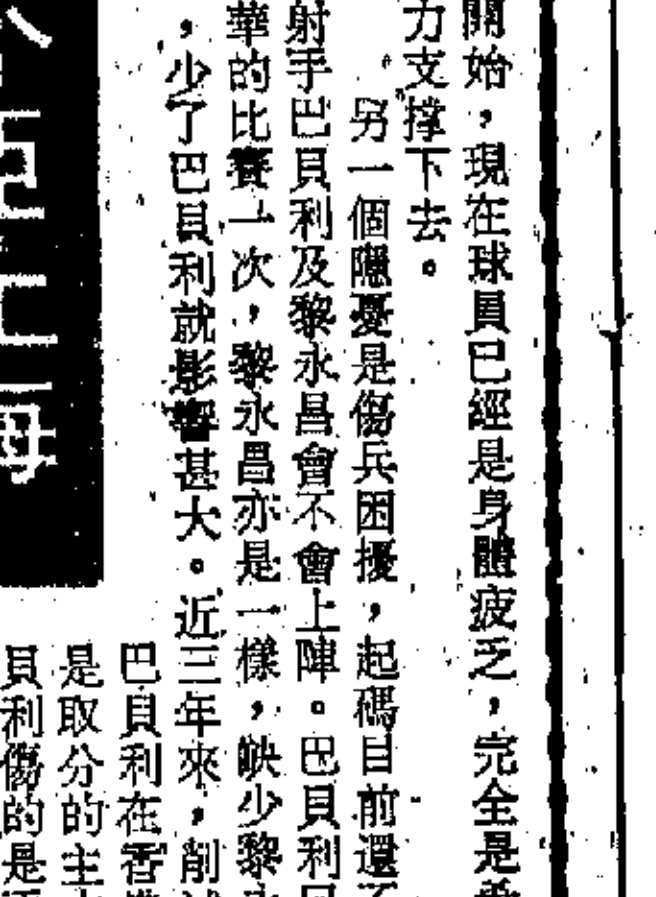 開始，現在球員已經是身體疲乏，完全是
力支撐下去。
另一個隱憂是傷兵困擾，起碼目前還
射手巴貝利及黎永昌會不會上陣。巴貝利
華的比賽一次，黎永昌亦是一樣，缺少黎
，少了巴貝利就影響甚大。近三年來，削
巴貝利在香
是取分的主
貝利傷的是